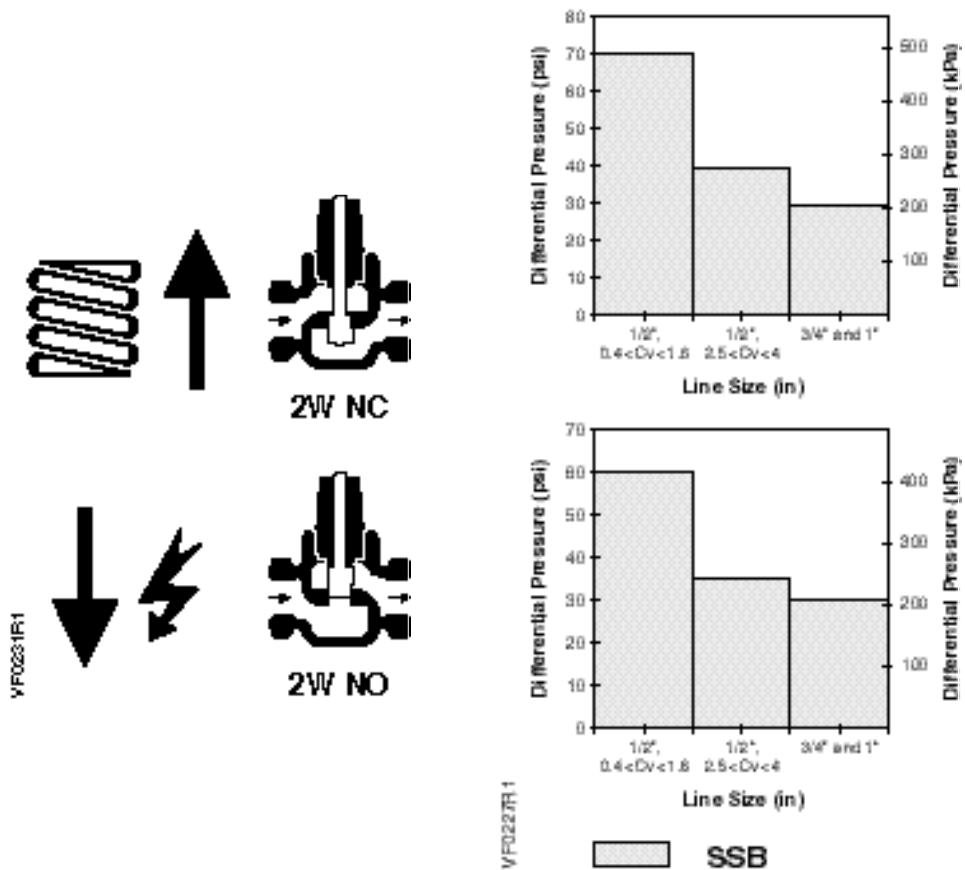 2W NC
2W NO
VF0231R1
80
70
60
50
40
30
20
10
0
Differential Pressure (psi)
500
400
300
200
100
Differential Pressure (kPa)
1/2", 1/2", 3/4" and 1"
0.4<Cv<1.6 2.5<Cv<4
Line Size (in)
70
60
50
40
30
20
10
0
Differential Pressure (psi)
400
300
200
100
Differential Pressure (kPa)
1/2", 1/2", 3/4" and 1"
0.4<Cv<1.6 2.5<Cv<4
Line Size (in)
VF0227R1
SSB